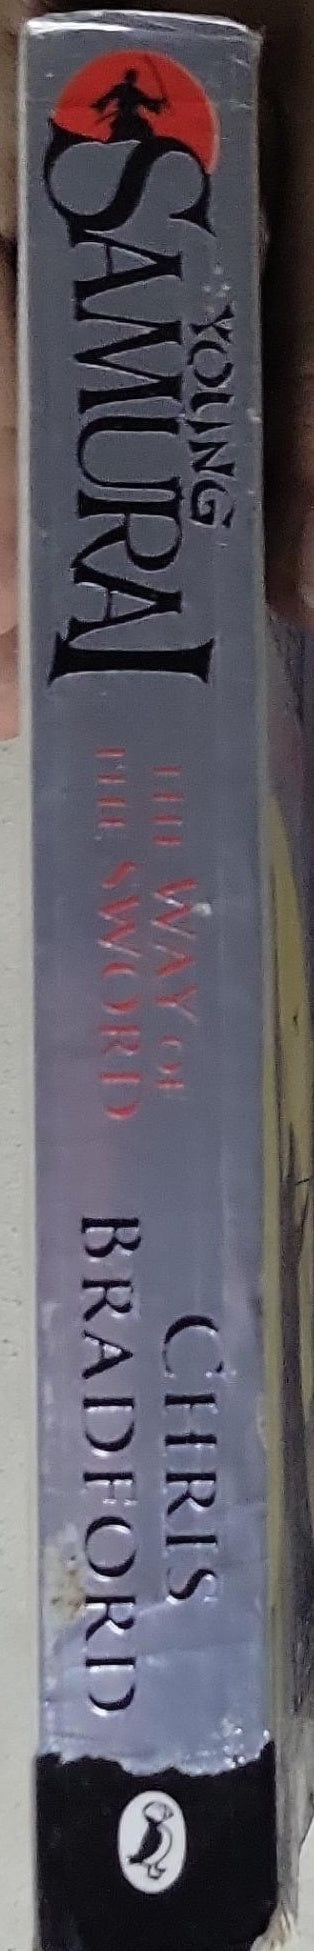 YOUNG
SAMURAI
THE WAY OF
THE SWORD
CHRIS
BRADFORD